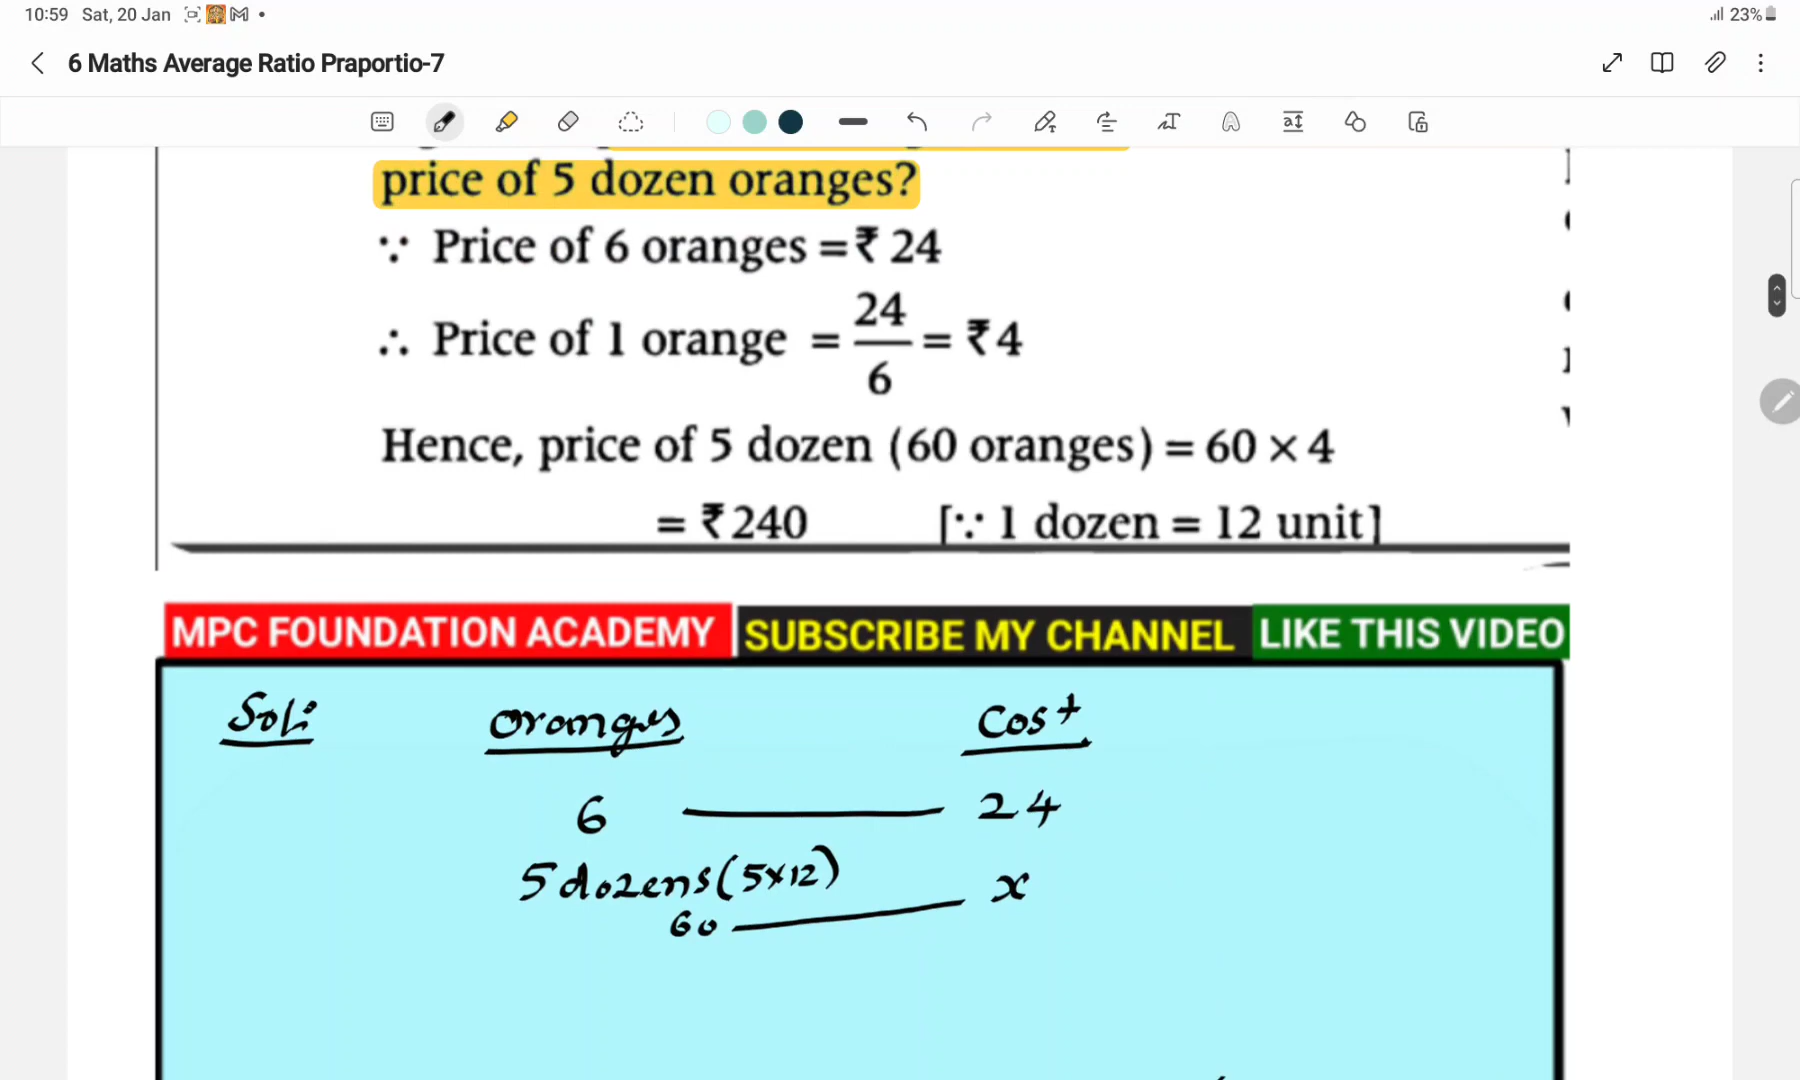 10:59 Sat, 20 Jan
23%
6 Maths Average Ratio Praportio-7
price of 5 dozen oranges?
∵ Price of 6 oranges = ₹ 24
∴ Price of 1 orange = 24/6 = ₹ 4
Hence, price of 5 dozen (60 oranges) = 60 × 4
= ₹ 240 [∵ 1 dozen = 12 unit]
MPC FOUNDATION ACADEMY SUBSCRIBE MY CHANNEL LIKE THIS VIDEO
Sol: Oranges Cost
6 — 24
5 dozens (5×12) x
60 —